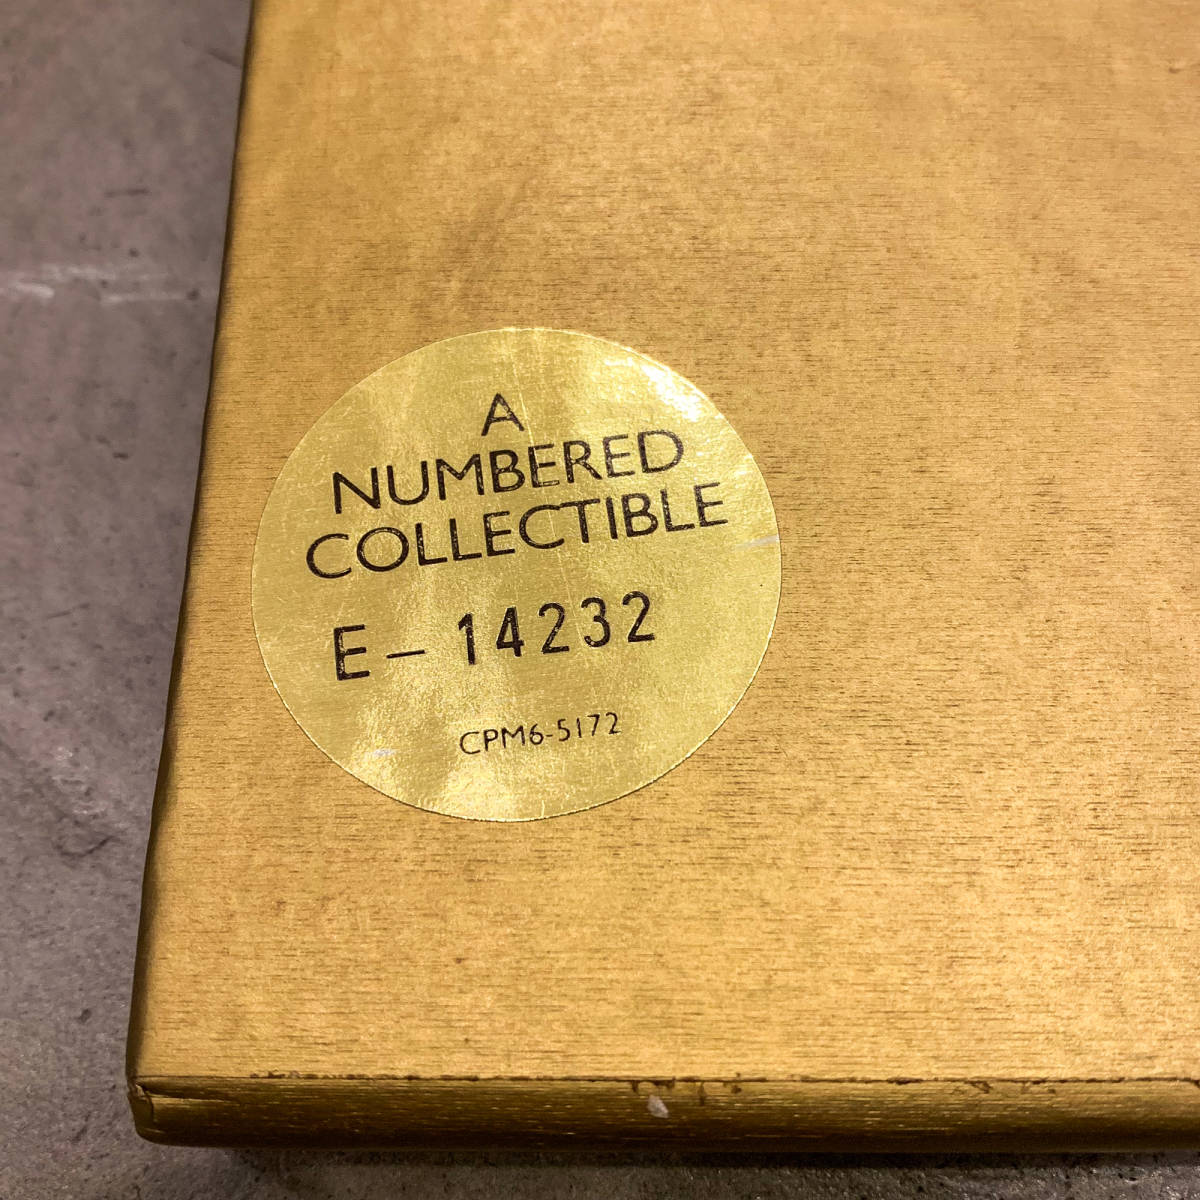 A
NUMBERED
COLLECTIBLE
E-14232
CPM6-5172